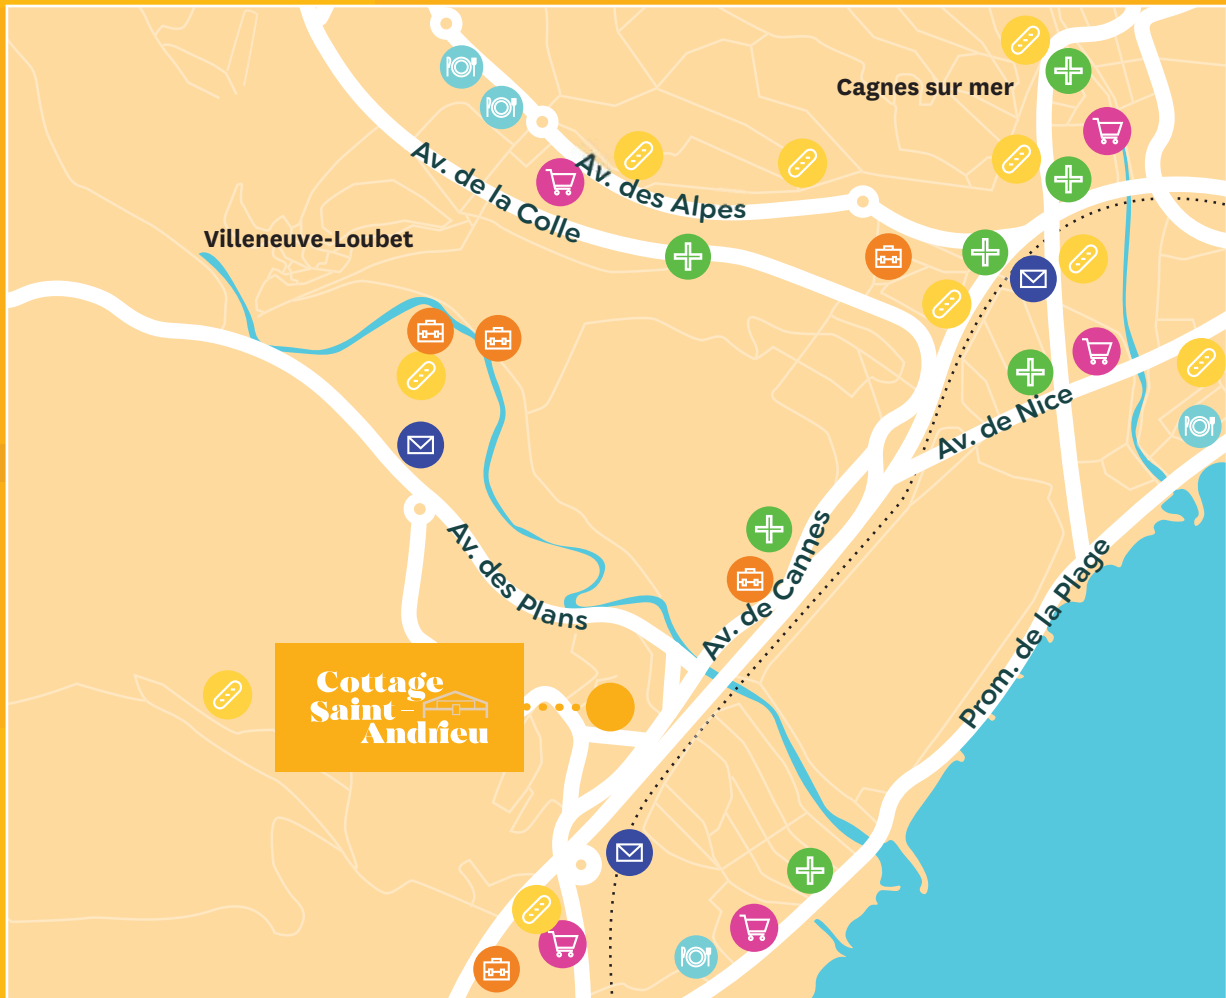 Cagnes sur mer
Av. de la Colle
Av. des Alpes
Villeneuve-Loubet
Av. de Nice
Av. des Plans
Av. de Cannes
Prom. de la Plage
Cottage
Saint-
Andrieu